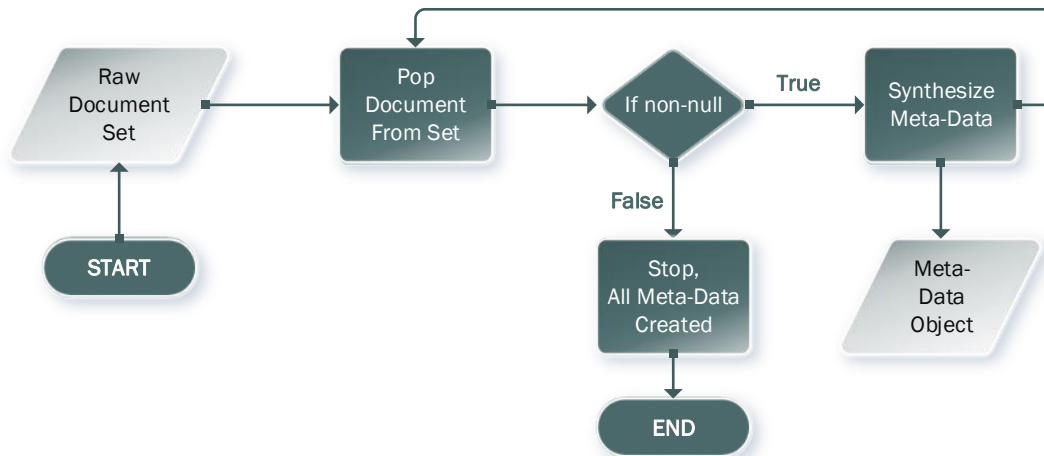 Raw
Document
Set
Pop
Document
From Set
If non-null
True
Synthesize
Meta-Data
False
START
Stop,
All Meta-Data
Created
Meta-
Data
Object
END